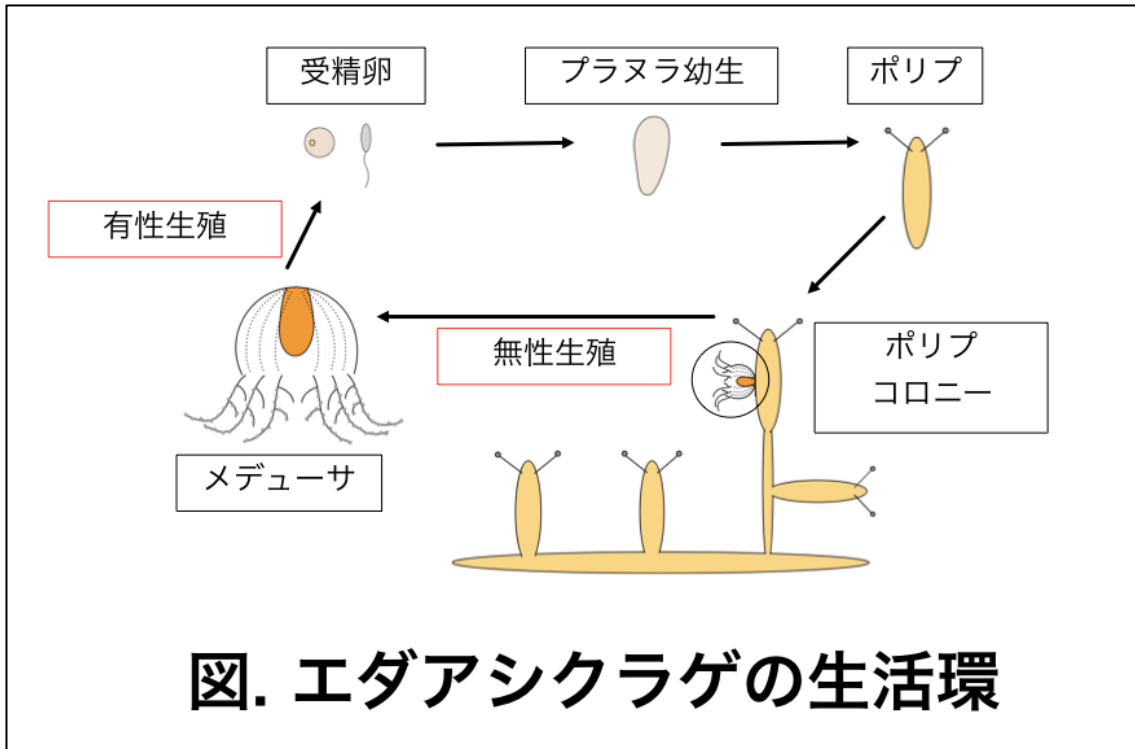 受精卵
プラヌラ幼生
ポリプ
有性生殖
無性生殖
ポリプ
コロニー
メデューサ
図. エダアシクラゲの生活環